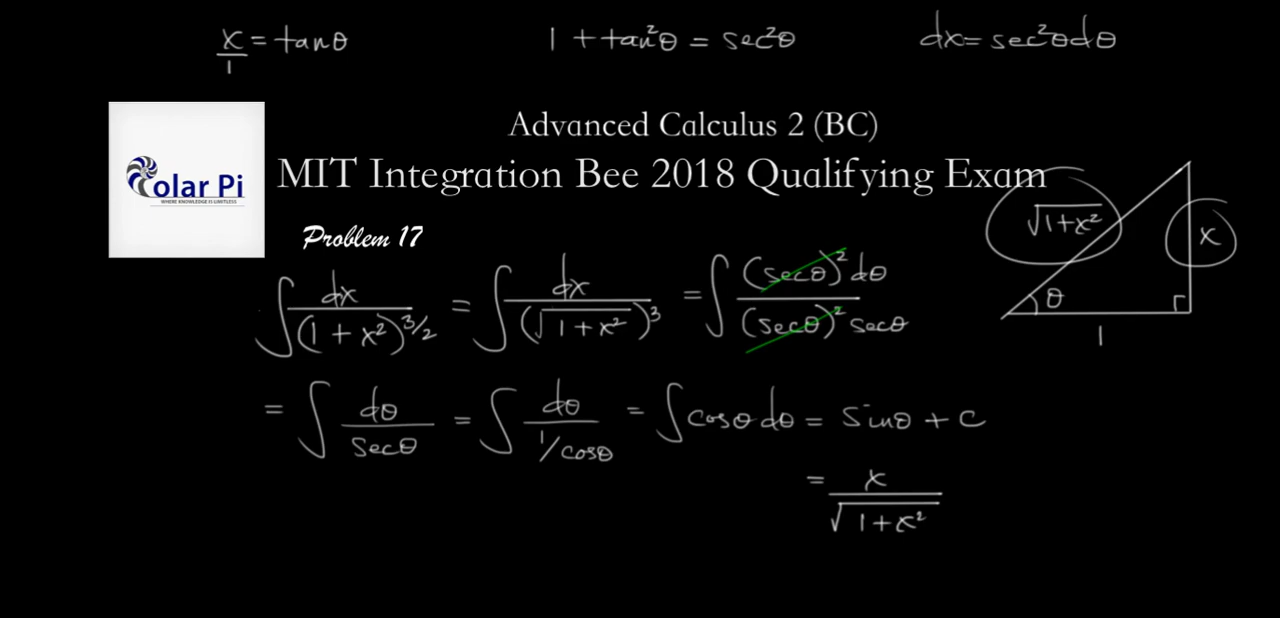 x/1 = tanθ    1 + tan²θ = sec²θ    dx = sec²θ dθ
Advanced Calculus 2 (BC)
Colar Pi
WHERE KNOWLEDGE IS LIMITLESS
MIT Integration Bee 2018 Qualifying Exam
Problem 17
∫ dx/(1 + x²)^3/2 = ∫ dx/(√(1 + x²))³ = ∫ (secθ)² dθ/(secθ)² secθ
√1+x²    x
θ
1
= ∫ dθ/secθ = ∫ dθ/(1/cosθ) = ∫ cosθ dθ = sinθ + c
= x/√(1+x²)